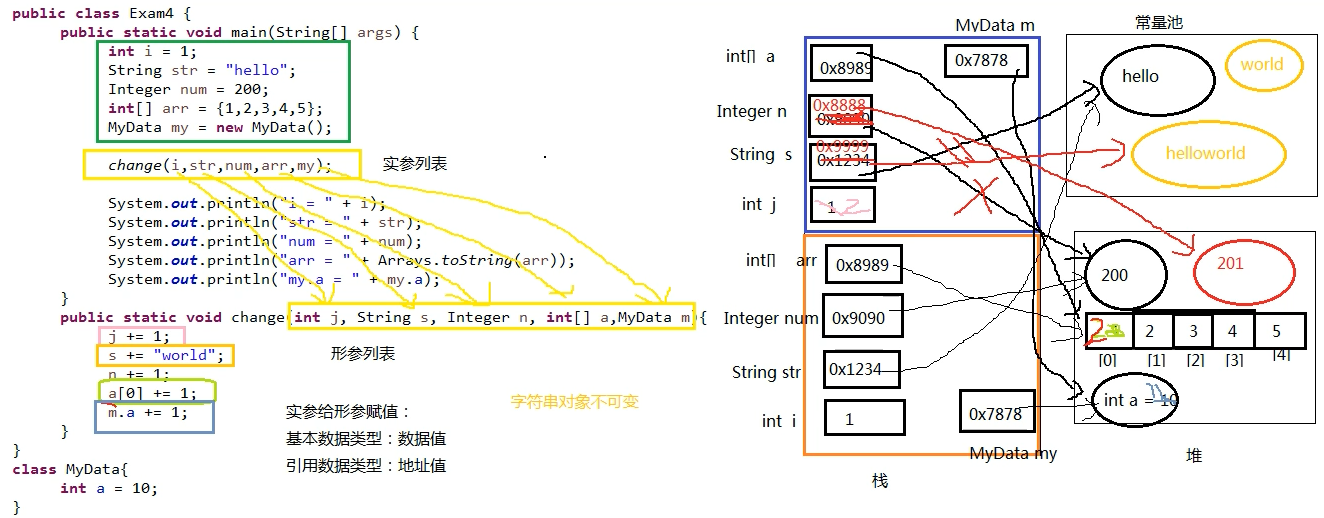 public class Exam4 {
public static void main(String[] args) {
int i = 1;
String str = "hello";
Integer num = 200;
int[] arr = {1,2,3,4,5};
MyData my = new MyData();
change(i,str,num,arr,my);
实参列表
System.out.println("i = " + i);
System.out.println("str = " + str);
System.out.println("num = " + num);
System.out.println("arr = " + Arrays.toString(arr));
System.out.println("my.a = " + my.a);
}
public static void change(int j, String s, Integer n, int[] a,MyData m){
j += 1;
s += "world";
n += 1;
a[0] += 1;
m.a += 1;
}
}
class MyData{
int a = 10;
}
形参列表
实参给形参赋值：
基本数据类型：数据值
引用数据类型：地址值
字符串对象不可变
MyData m
int[] a
0x8989
0x7878
Integer n
0x8888
String s
0x9999
0x1234
int j
1 2
int[] arr
0x8989
Integer num
0x9090
String str
0x1234
int i
1
0x7878
MyData my
栈
常量池
hello
world
helloworld
200
201
2 2 3 4 5
[0] [1] [2] [3] [4]
int a = 10
堆